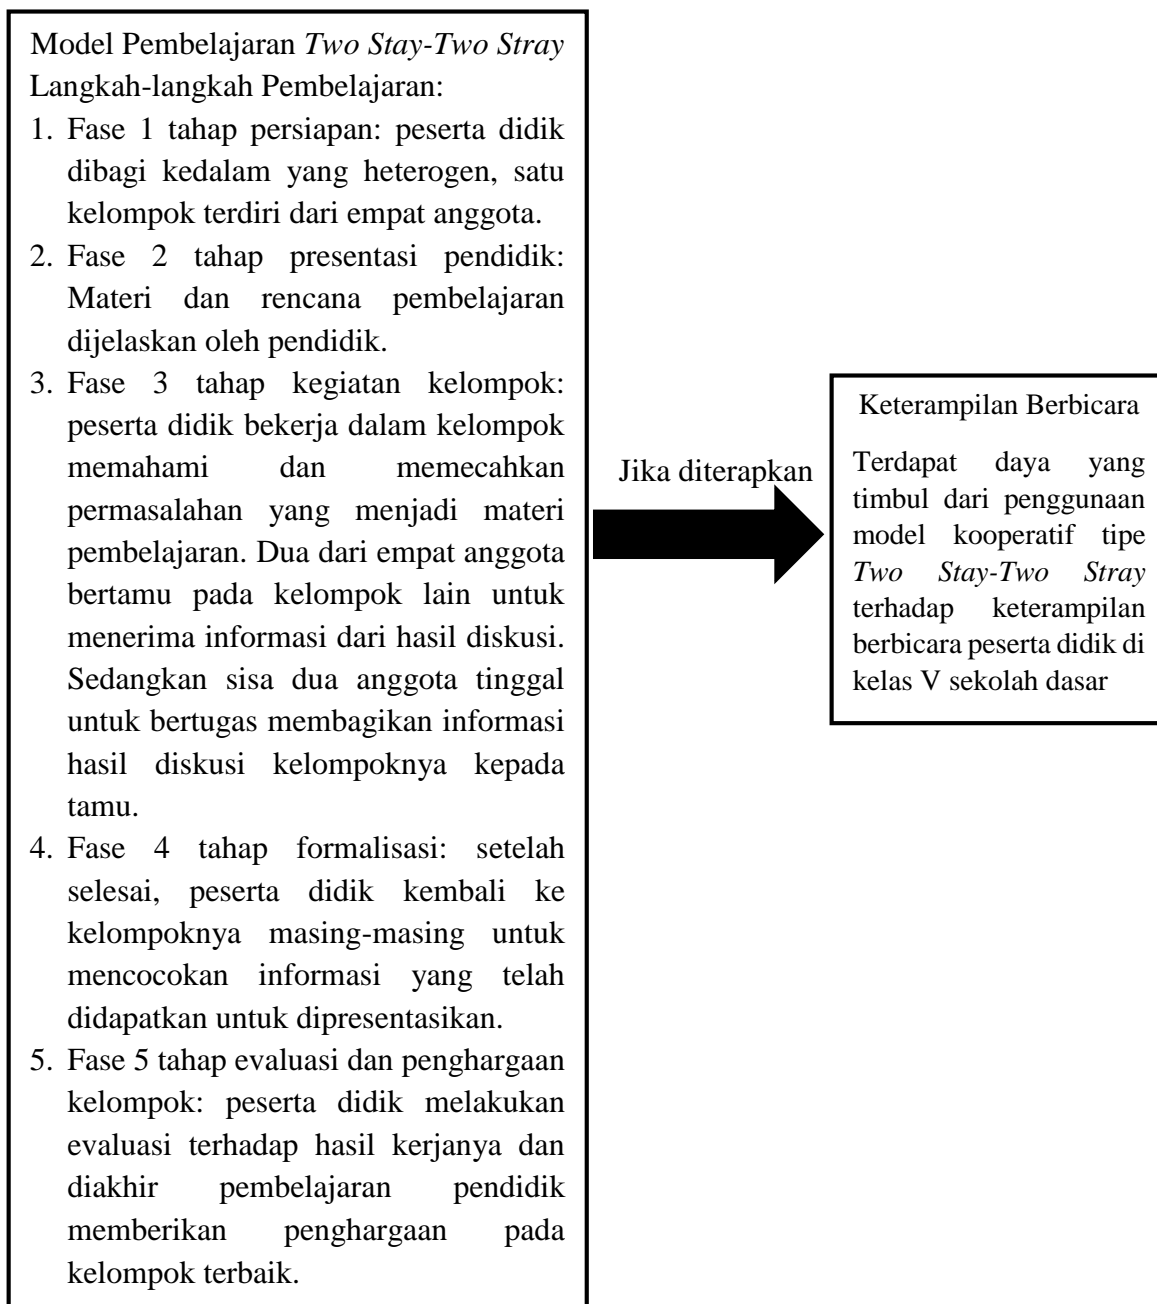 Model Pembelajaran Two Stay-Two Stray
Langkah-langkah Pembelajaran:
1. Fase 1 tahap persiapan: peserta didik
dibagi kedalam yang heterogen, satu
kelompok terdiri dari empat anggota.
2. Fase 2 tahap presentasi pendidik:
Materi dan rencana pembelajaran
dijelaskan oleh pendidik.
3. Fase 3 tahap kegiatan kelompok:
peserta didik bekerja dalam kelompok
memahami dan memecahkan
permasalahan yang menjadi materi
pembelajaran. Dua dari empat anggota
bertamu pada kelompok lain untuk
menerima informasi dari hasil diskusi.
Sedangkan sisa dua anggota tinggal
untuk bertugas membagikan informasi
hasil diskusi kelompoknya kepada
tamu.
4. Fase 4 tahap formalisasi: setelah
selesai, peserta didik kembali ke
kelompoknya masing-masing untuk
mencocokan informasi yang telah
didapatkan untuk dipresentasikan.
5. Fase 5 tahap evaluasi dan penghargaan
kelompok: peserta didik melakukan
evaluasi terhadap hasil kerjanya dan
diakhir pembelajaran pendidik
memberikan penghargaan pada
kelompok terbaik.
Jika diterapkan
Keterampilan Berbicara
Terdapat daya yang
timbul dari penggunaan
model kooperatif tipe
Two Stay-Two Stray
terhadap keterampilan
berbicara peserta didik di
kelas V sekolah dasar